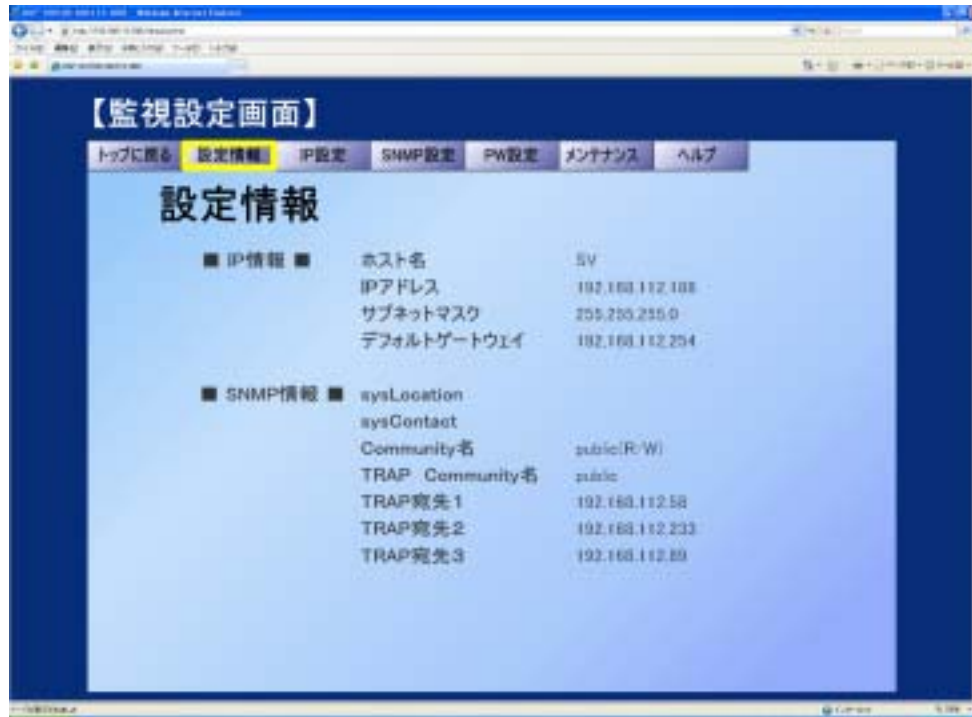 【監視設定画面】
トップに戻る 設定情報 IP設定 SNMP設定 PW設定 メンテナンス ヘルプ
設定情報
■ IP情報 ■ ホスト名 SV
IPアドレス 192.168.112.188
サブネットマスク 255.255.255.0
デフォルトゲートウェイ 192.168.112.254
■ SNMP情報 ■ sysLocation
sysContact
Community名 public(R/W)
TRAP Community名 public
TRAP宛先1 192.168.112.58
TRAP宛先2 192.168.112.233
TRAP宛先3 192.168.112.89